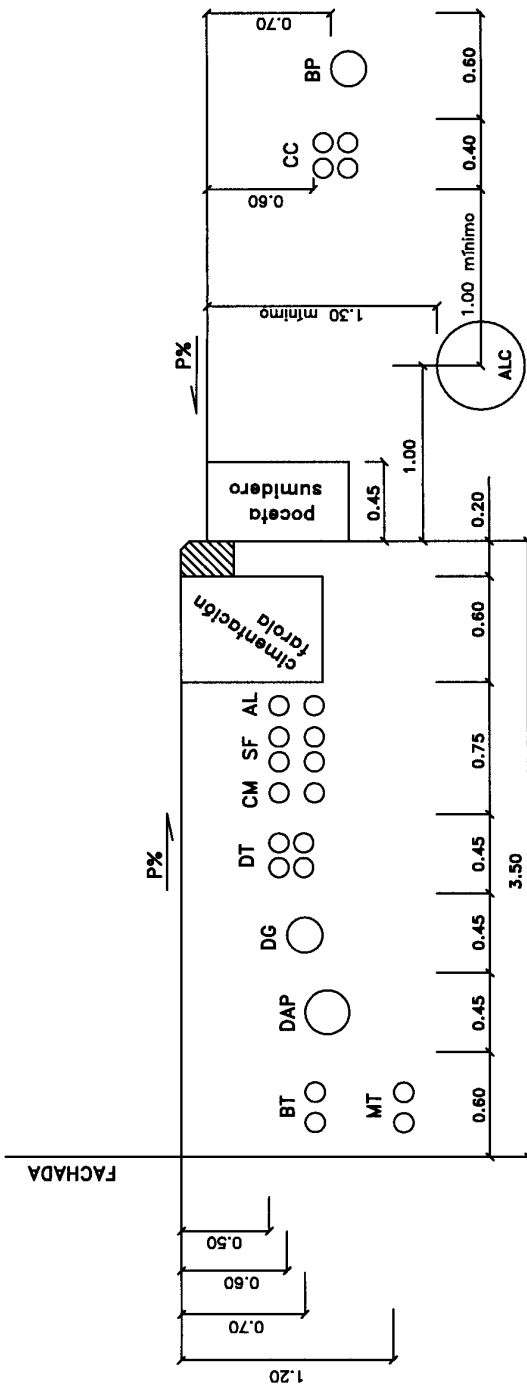 FACHADA
P%
P%
0.50
0.60
0.70
1.20
BT
MT
DAP
DG
DT
CM
SF
AL
cimentación
farola
poceta
sumidero
0.45
1.00
1.30 mínimo
0.60
0.70
CC
BP
ALC
0.60
0.45
0.45
0.45
0.75
0.60
0.20
1.00 mínimo
0.40
0.60
3.50